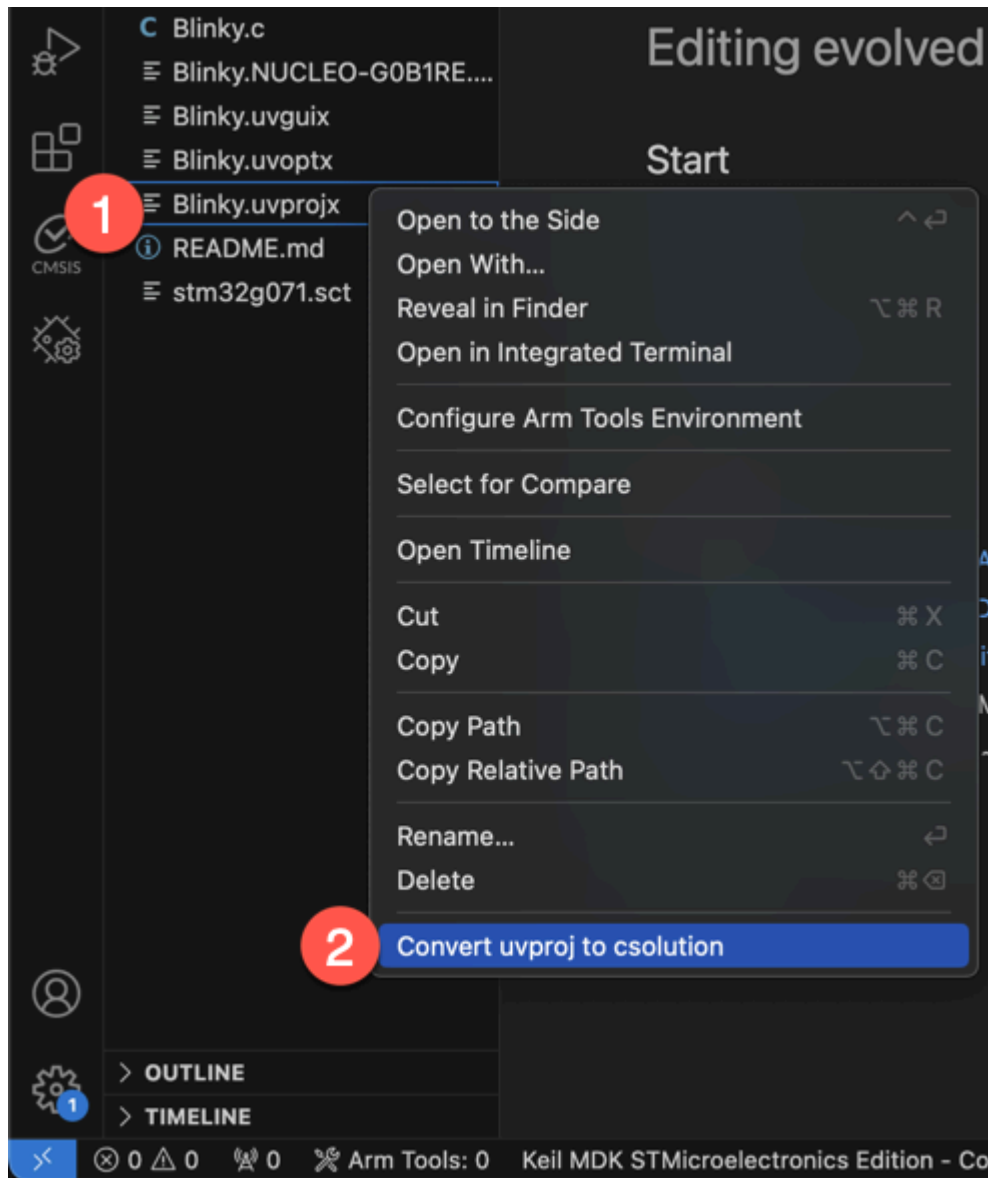 C Blinky.c
Blinky.NUCLEO-G0B1RE....
Blinky.uvguix
Blinky.uvoptx
1 Blinky.uvprojx
README.md
stm32g071.sct
CMSIS
Editing evolved
Start
Open to the Side ^ ⏎
Open With...
Reveal in Finder ⌥ ⌘ R
Open in Integrated Terminal
Configure Arm Tools Environment
Select for Compare
Open Timeline
Cut ⌘ X
Copy ⌘ C
Copy Path ⌥ ⌘ C
Copy Relative Path ⌥ ⇧ ⌘ C
Rename... ⏎
Delete ⌘ ⌫
2 Convert uvproj to csolution
> OUTLINE
1
> TIMELINE
0 0 0 Arm Tools: 0 Keil MDK STMicroelectronics Edition - Co